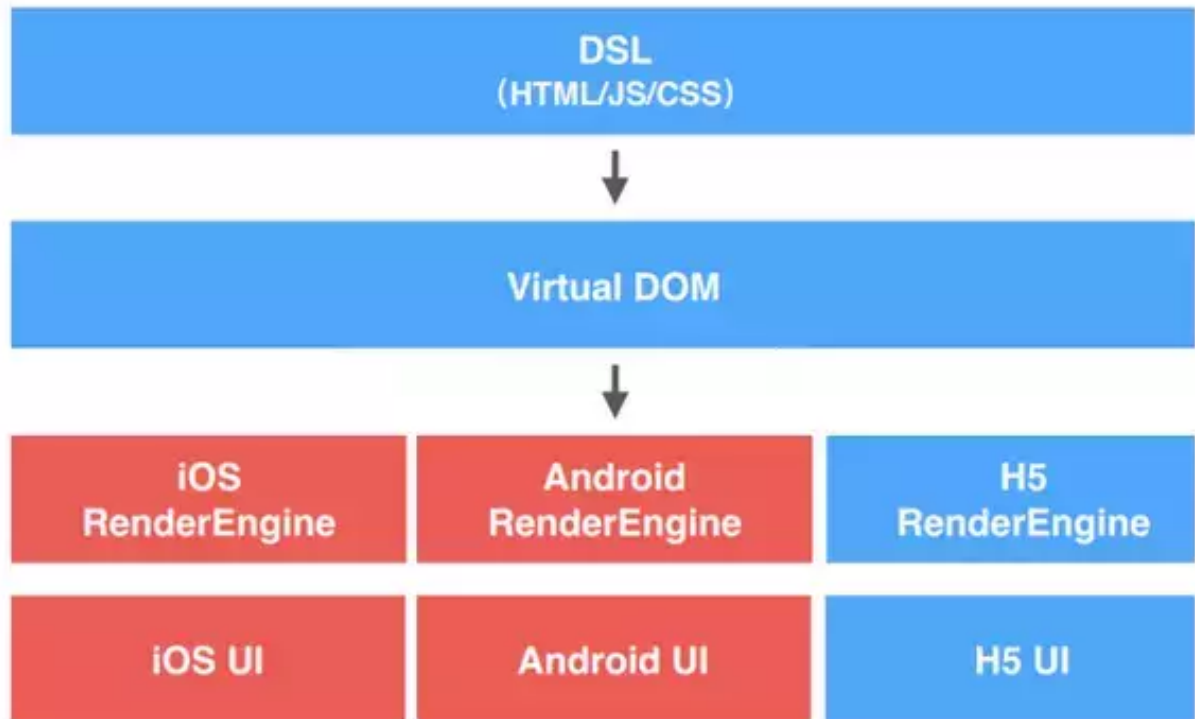 DSL
(HTML/JS/CSS)
Virtual DOM
iOS
RenderEngine
Android
RenderEngine
H5
RenderEngine
iOS UI
Android UI
H5 UI